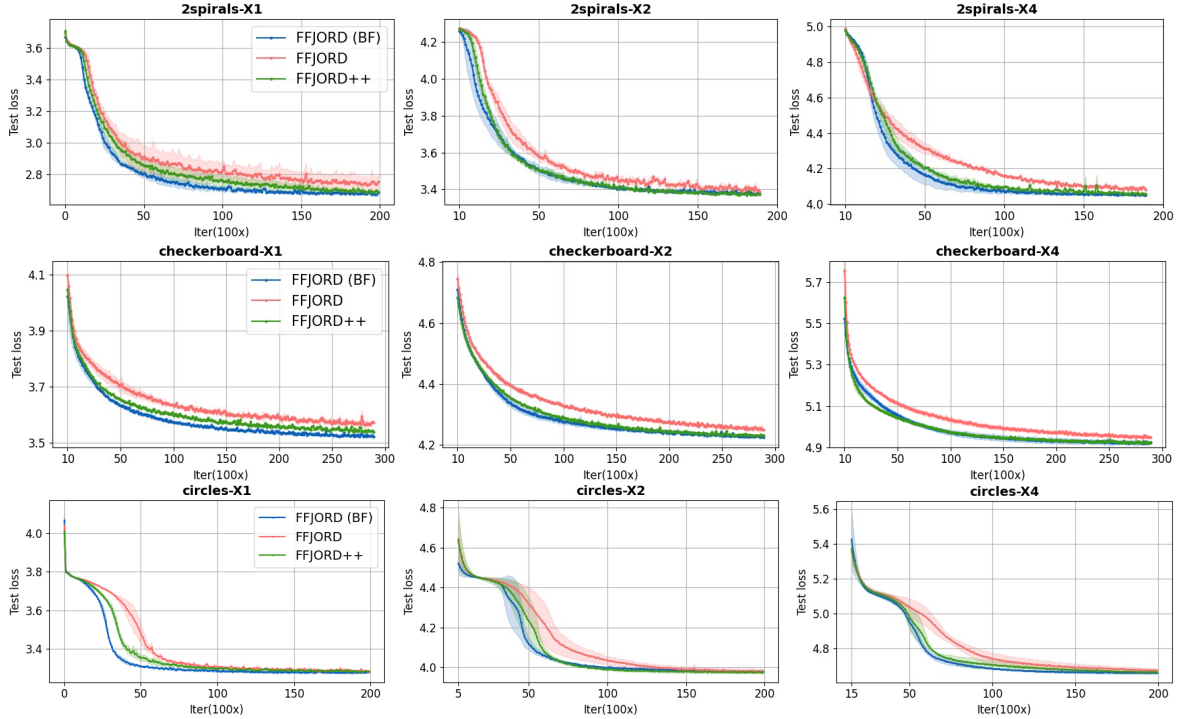 2spirals-X1
3.6
3.4
3.2
3.0
2.8
Test loss
0
50
100
150
200
Iter(100x)
FFJORD (BF)
FFJORD
FFJORD++
2spirals-X2
4.2
4.0
3.8
3.6
3.4
Test loss
10
50
100
150
200
Iter(100x)
2spirals-X4
5.0
4.8
4.6
4.4
4.2
4.0
Test loss
10
50
100
150
200
Iter(100x)
checkerboard-X1
4.1
3.9
3.7
3.5
Test loss
10
50
100
150
200
250
300
Iter(100x)
FFJORD (BF)
FFJORD
FFJORD++
checkerboard-X2
4.8
4.6
4.4
4.2
Test loss
10
50
100
150
200
250
300
Iter(100x)
checkerboard-X4
5.7
5.5
5.3
5.1
4.9
Test loss
10
50
100
150
200
250
300
Iter(100x)
circles-X1
4.0
3.8
3.6
3.4
Test loss
0
50
100
150
200
Iter(100x)
FFJORD (BF)
FFJORD
FFJORD++
circles-X2
4.8
4.6
4.4
4.2
4.0
Test loss
5
50
100
150
200
Iter(100x)
circles-X4
5.6
5.4
5.2
5.0
4.8
Test loss
15
50
100
150
200
Iter(100x)